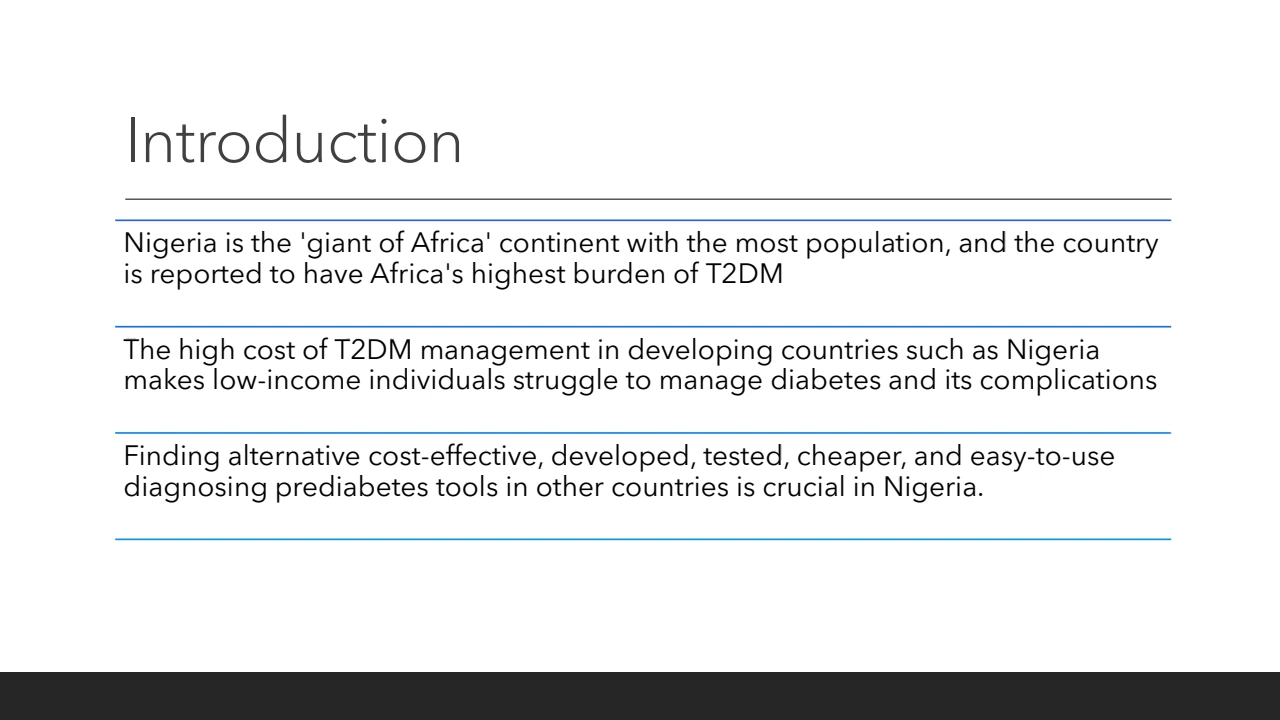 Introduction
Nigeria is the 'giant of Africa' continent with the most population, and the country
is reported to have Africa's highest burden of T2DM
The high cost of T2DM management in developing countries such as Nigeria
makes low-income individuals struggle to manage diabetes and its complications
Finding alternative cost-effective, developed, tested, cheaper, and easy-to-use
diagnosing prediabetes tools in other countries is crucial in Nigeria.